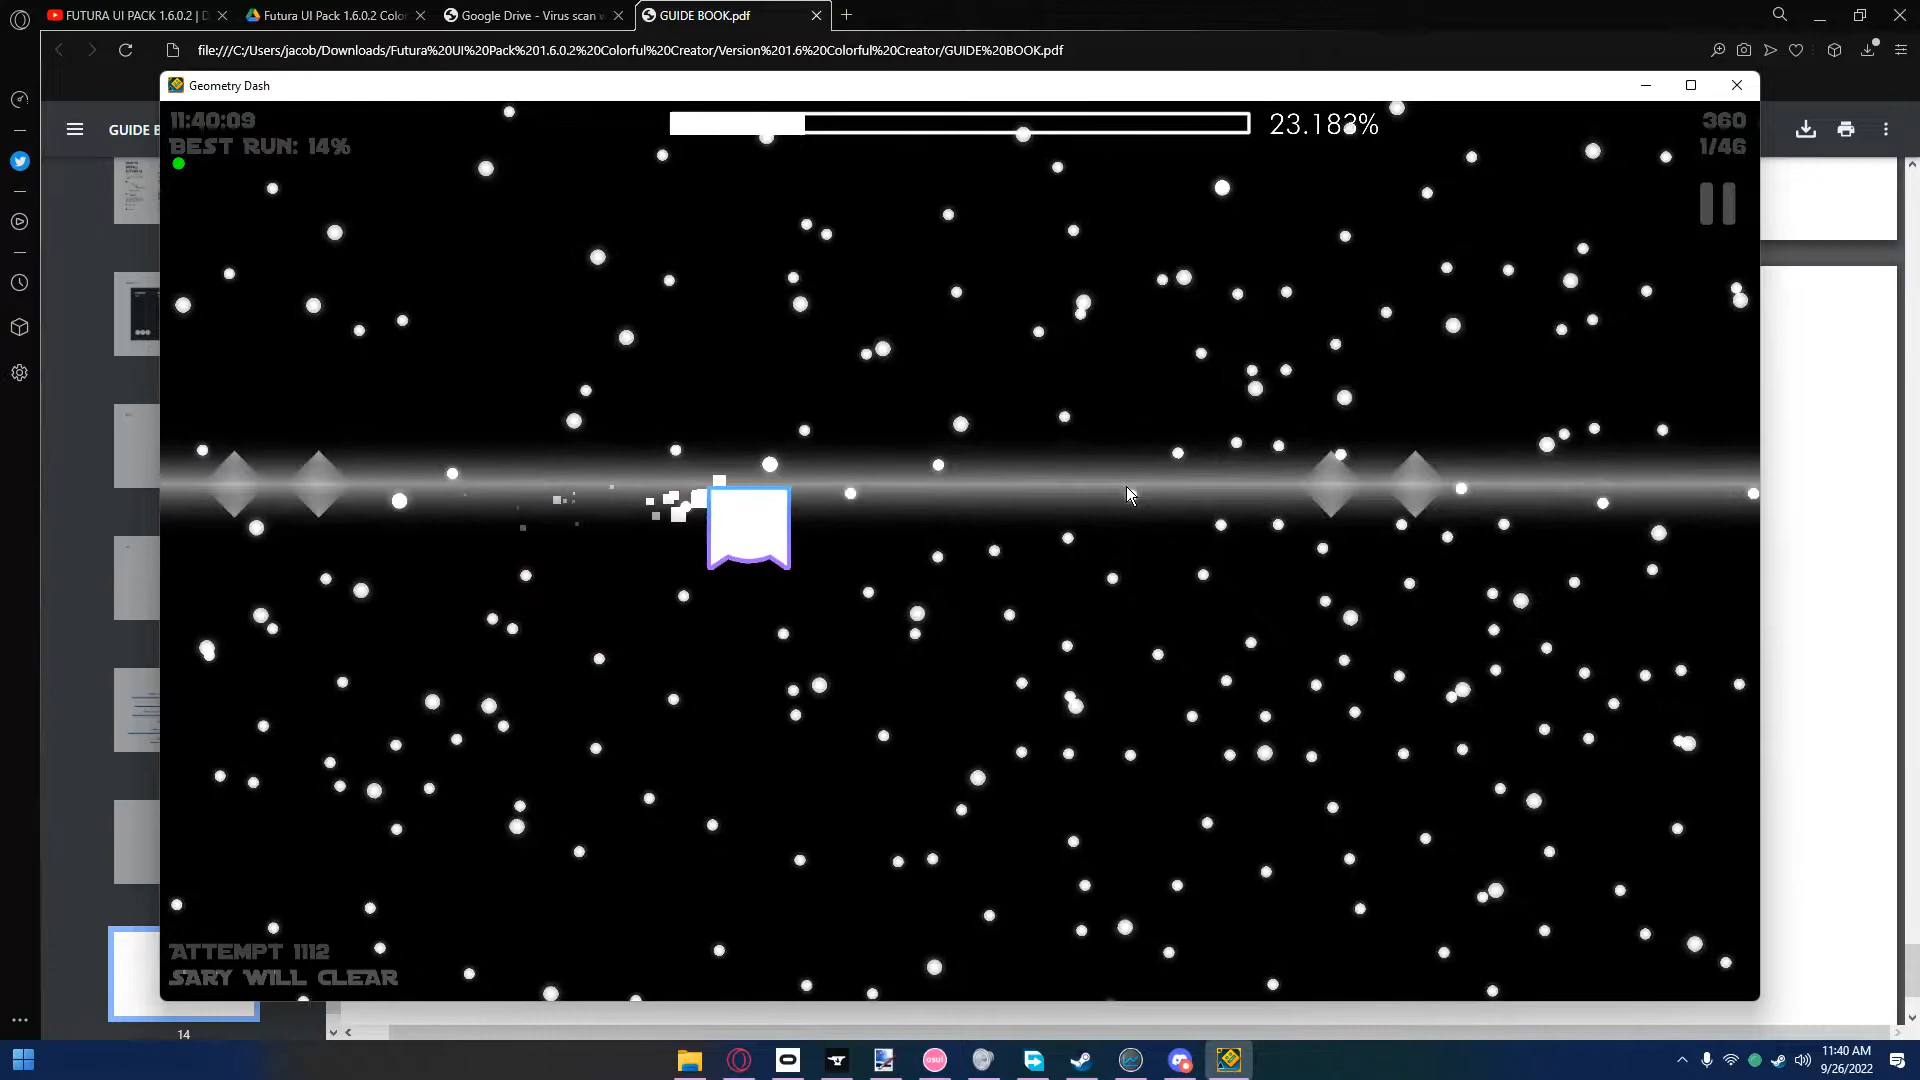 FUTURA UI PACK 1.6.0.2 | D
Futura UI Pack 1.6.0.2 Color
Google Drive - Virus scan w
GUIDE BOOK.pdf
file:///C:/Users/jacob/Downloads/Futura%20UI%20Pack%201.6.0.2%20Colorful%20Creator/Version%201.6%20Colorful%20Creator/GUIDE%20BOOK.pdf
Geometry Dash
GUIDE B
11:40:09
BEST RUN: 14%
23.182%
360
1/46
ATTEMPT 1112
SARY WILL CLEAR
14
osu!
11:40 AM
9/26/2022